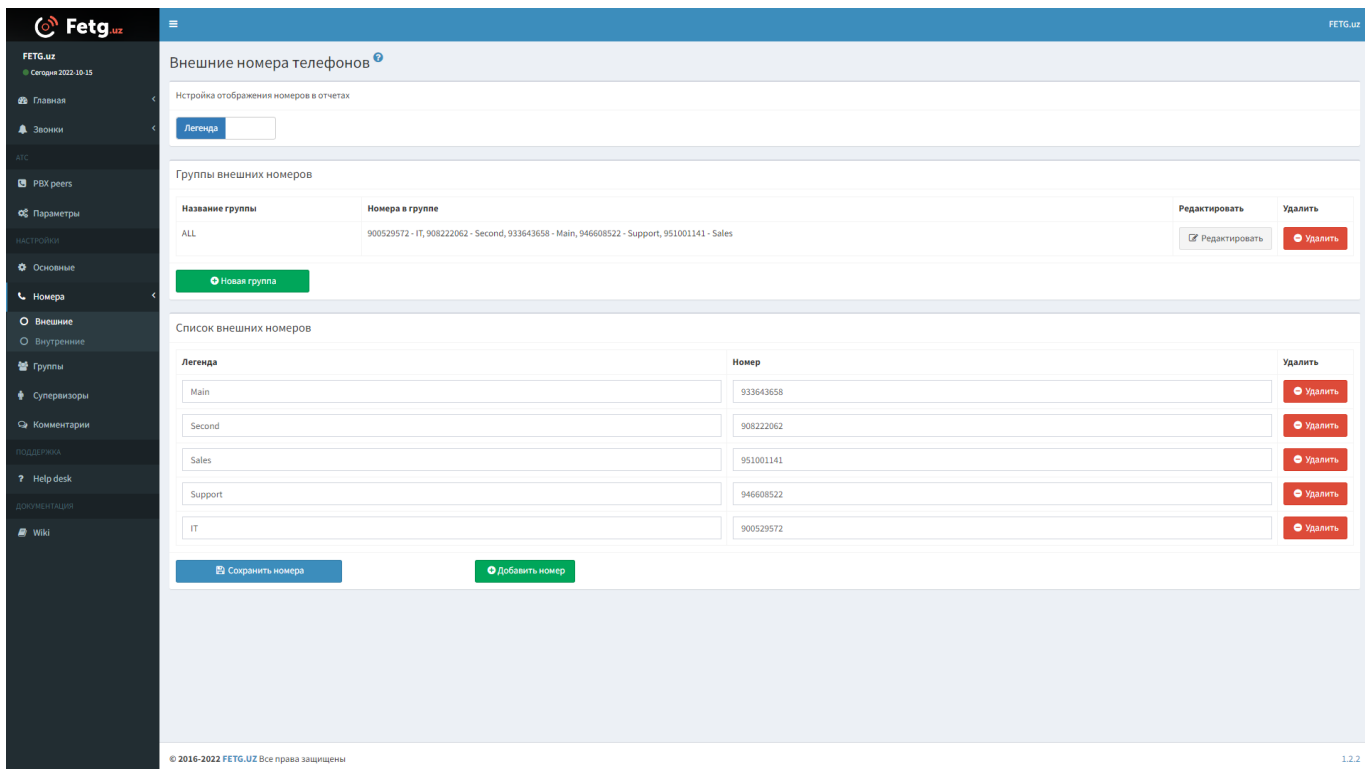 Fetg.uz
FETG.uz
FETG.uz
Сегодня 2022-10-15
Главная
Звонки
АТС
PBX peers
Параметры
НАСТРОЙКИ
Основные
Номера
Внешние
Внутренние
Группы
Супервизоры
Комментарии
ПОДДЕРЖКА
? Help desk
ДОКУМЕНТАЦИЯ
Wiki
Внешние номера телефонов ?
Нстройка отображения номеров в отчетах
Легенда
Группы внешних номеров
Название группы Номера в группе Редактировать Удалить
ALL 900529572 - IT, 908222062 - Second, 933643658 - Main, 946608522 - Support, 951001141 - Sales Редактировать Удалить
Новая группа
Список внешних номеров
Легенда Номер Удалить
Main 933643658 Удалить
Second 908222062 Удалить
Sales 951001141 Удалить
Support 946608522 Удалить
IT 900529572 Удалить
Сохранить номера Добавить номер
© 2016-2022 FETG.UZ Все права защищены 1.2.2